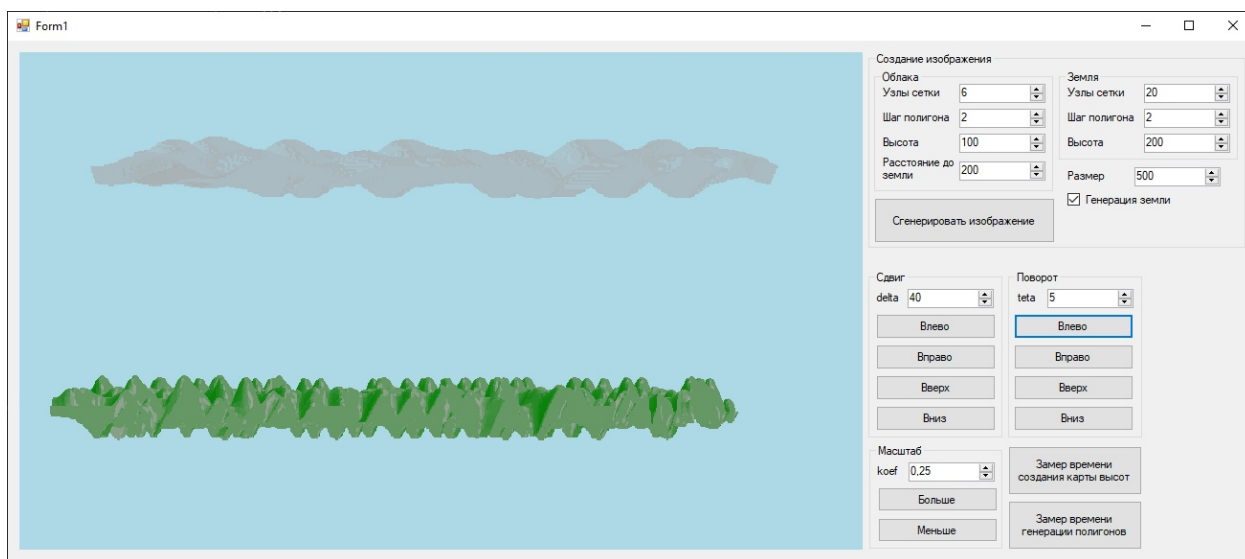 Form1
Создание изображения
Облака
Узлы сетки 6
Шаг полигона 2
Высота 100
Расстояние до
земли 200
Земля
Узлы сетки 20
Шаг полигона 2
Высота 200
Размер 500
Генерация земли
Сгенерировать изображение
Сдвиг
delta 40
Влево
Вправо
Вверх
Вниз
Поворот
teta 5
Влево
Вправо
Вверх
Вниз
Масштаб
koef 0,25
Больше
Меньше
Замер времени
создания карты высот
Замер времени
генерации полигонов